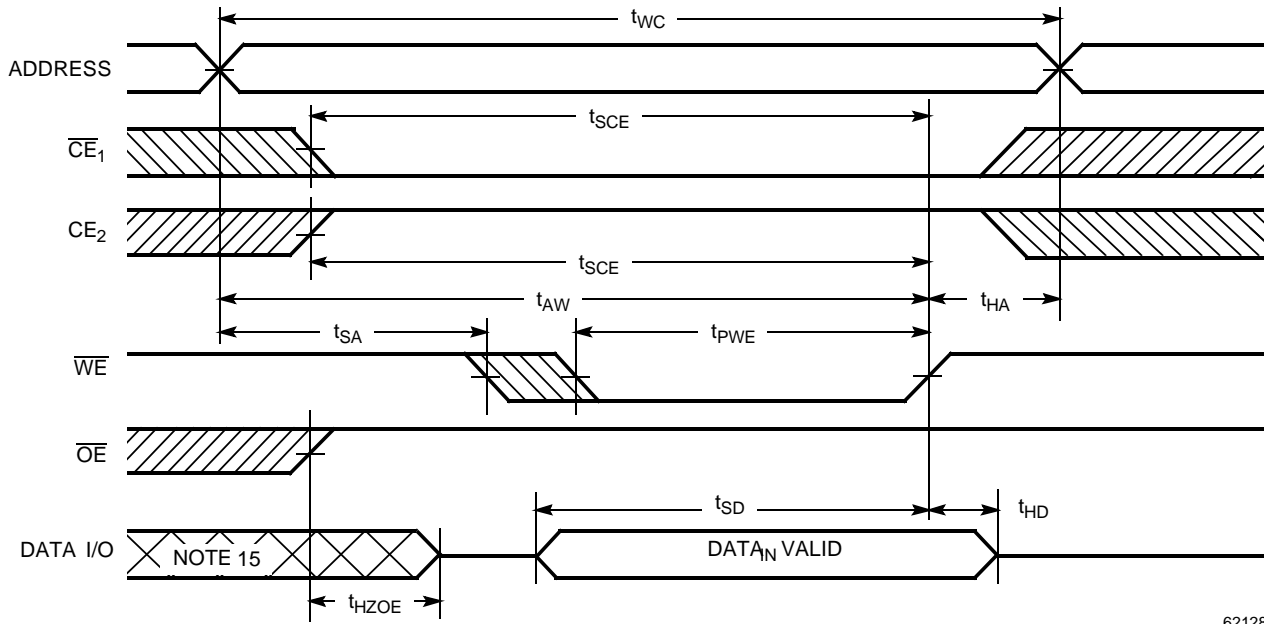 tWC
ADDRESS
tSCE
CE1
CE2
tSCE
tAW
tHA
tSA
tPWE
WE
OE
tSD
tHD
DATA I/O
NOTE 15
DATAIN VALID
tHZOE
62128